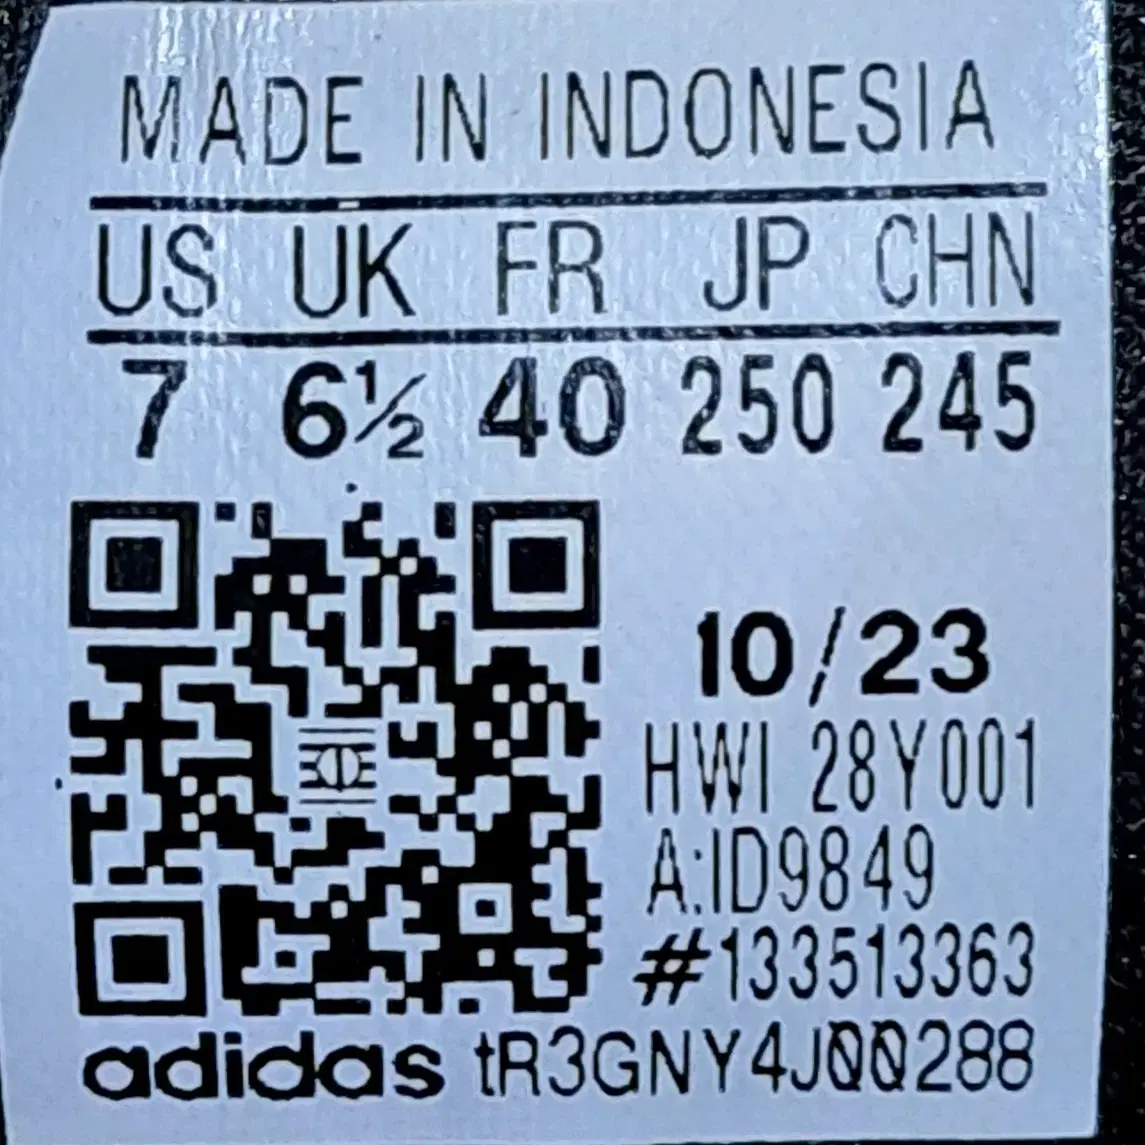 MADE IN INDONESIA
US UK FR JP CHN
7 6½ 40 250 245
10/23
HWI 28Y001
A:ID9849
#133513363
adidas tR3GNY4J00288